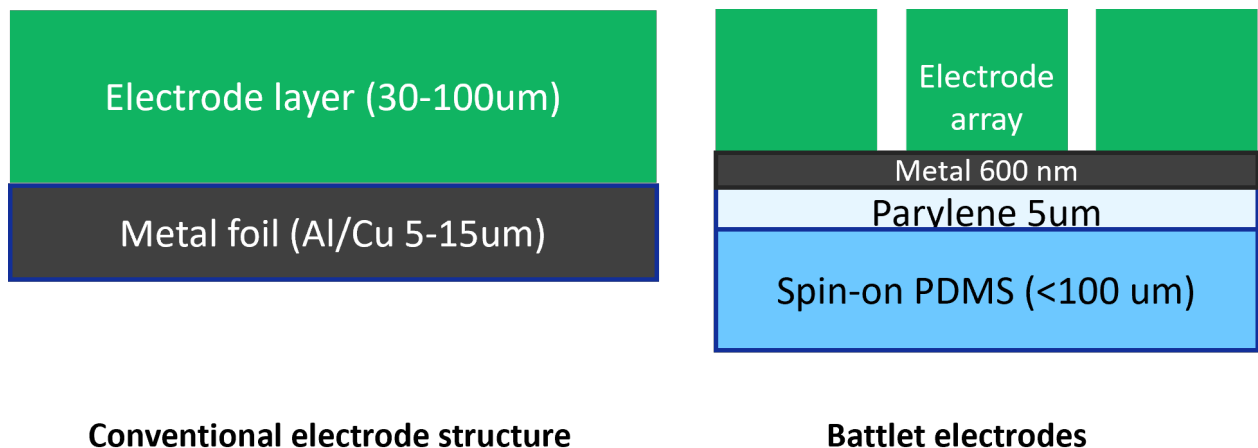 Electrode layer (30-100um)
Metal foil (Al/Cu 5-15um)
Conventional electrode structure
Electrode
array
Metal 600 nm
Parylene 5um
Spin-on PDMS (<100 um)
Battlet electrodes